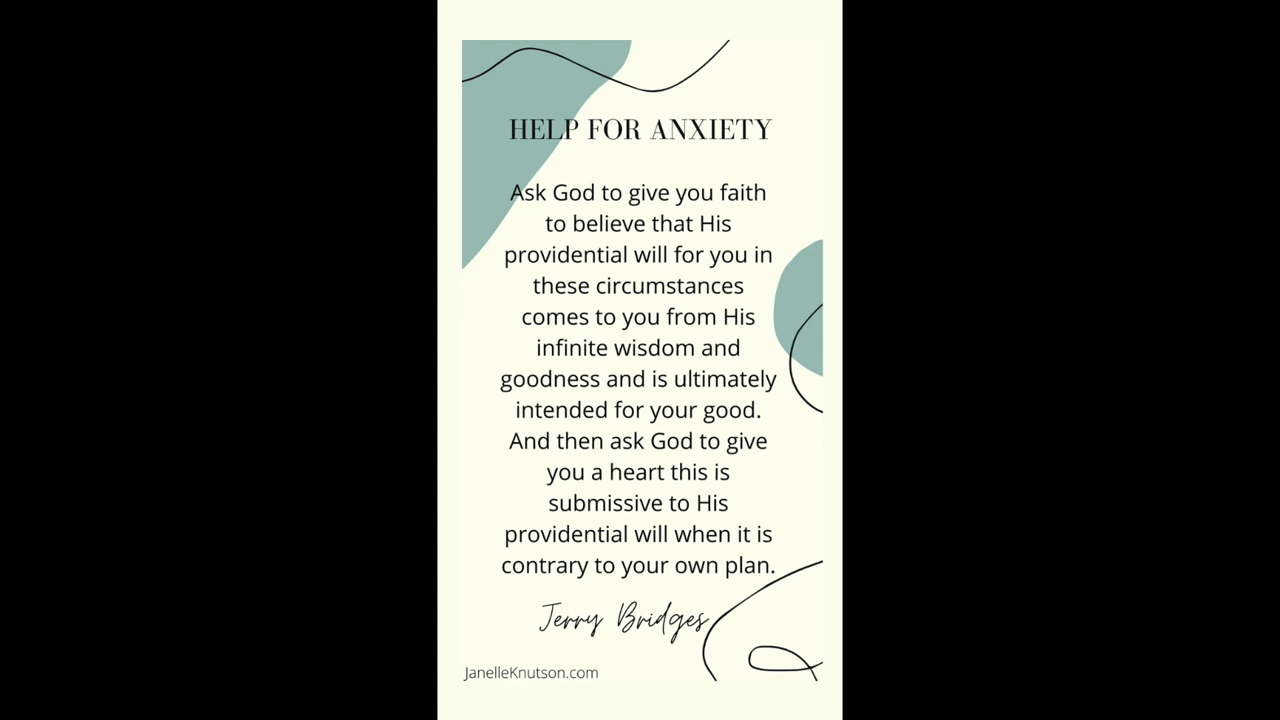 HELP FOR ANXIETY
Ask God to give you faith
to believe that His
providential will for you in
these circumstances
comes to you from His
infinite wisdom and
goodness and is ultimately
intended for your good.
And then ask God to give
you a heart this is
submissive to His
providential will when it is
contrary to your own plan.
Jerry Bridges
JanelleKnutson.com